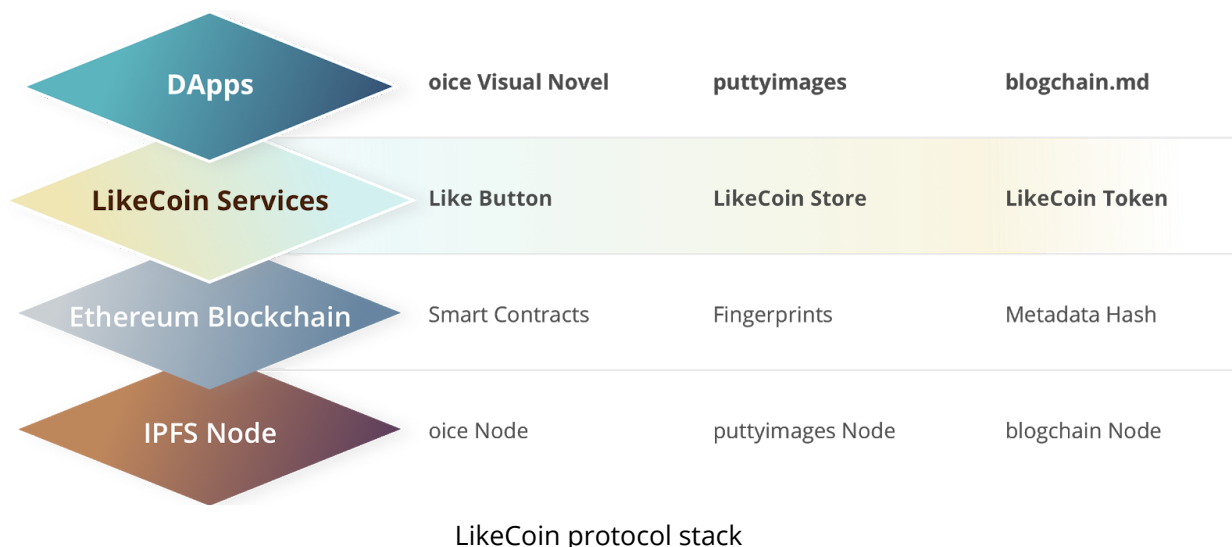 DApps oice Visual Novel puttyimages blogchain.md
LikeCoin Services Like Button LikeCoin Store LikeCoin Token
Ethereum Blockchain Smart Contracts Fingerprints Metadata Hash
IPFS Node oice Node puttyimages Node blogchain Node
LikeCoin protocol stack